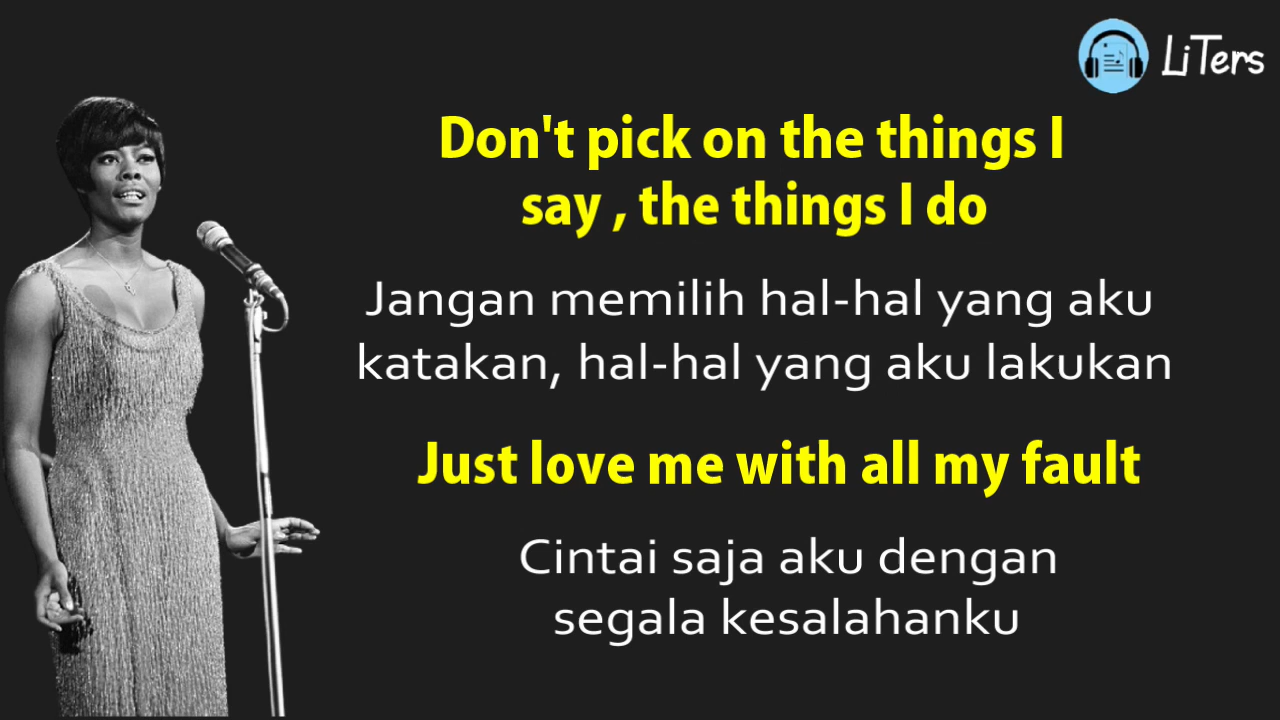 LiTers
Don't pick on the things I
say , the things I do
Jangan memilih hal-hal yang aku
katakan, hal-hal yang aku lakukan
Just love me with all my fault
Cintai saja aku dengan
segala kesalahanku